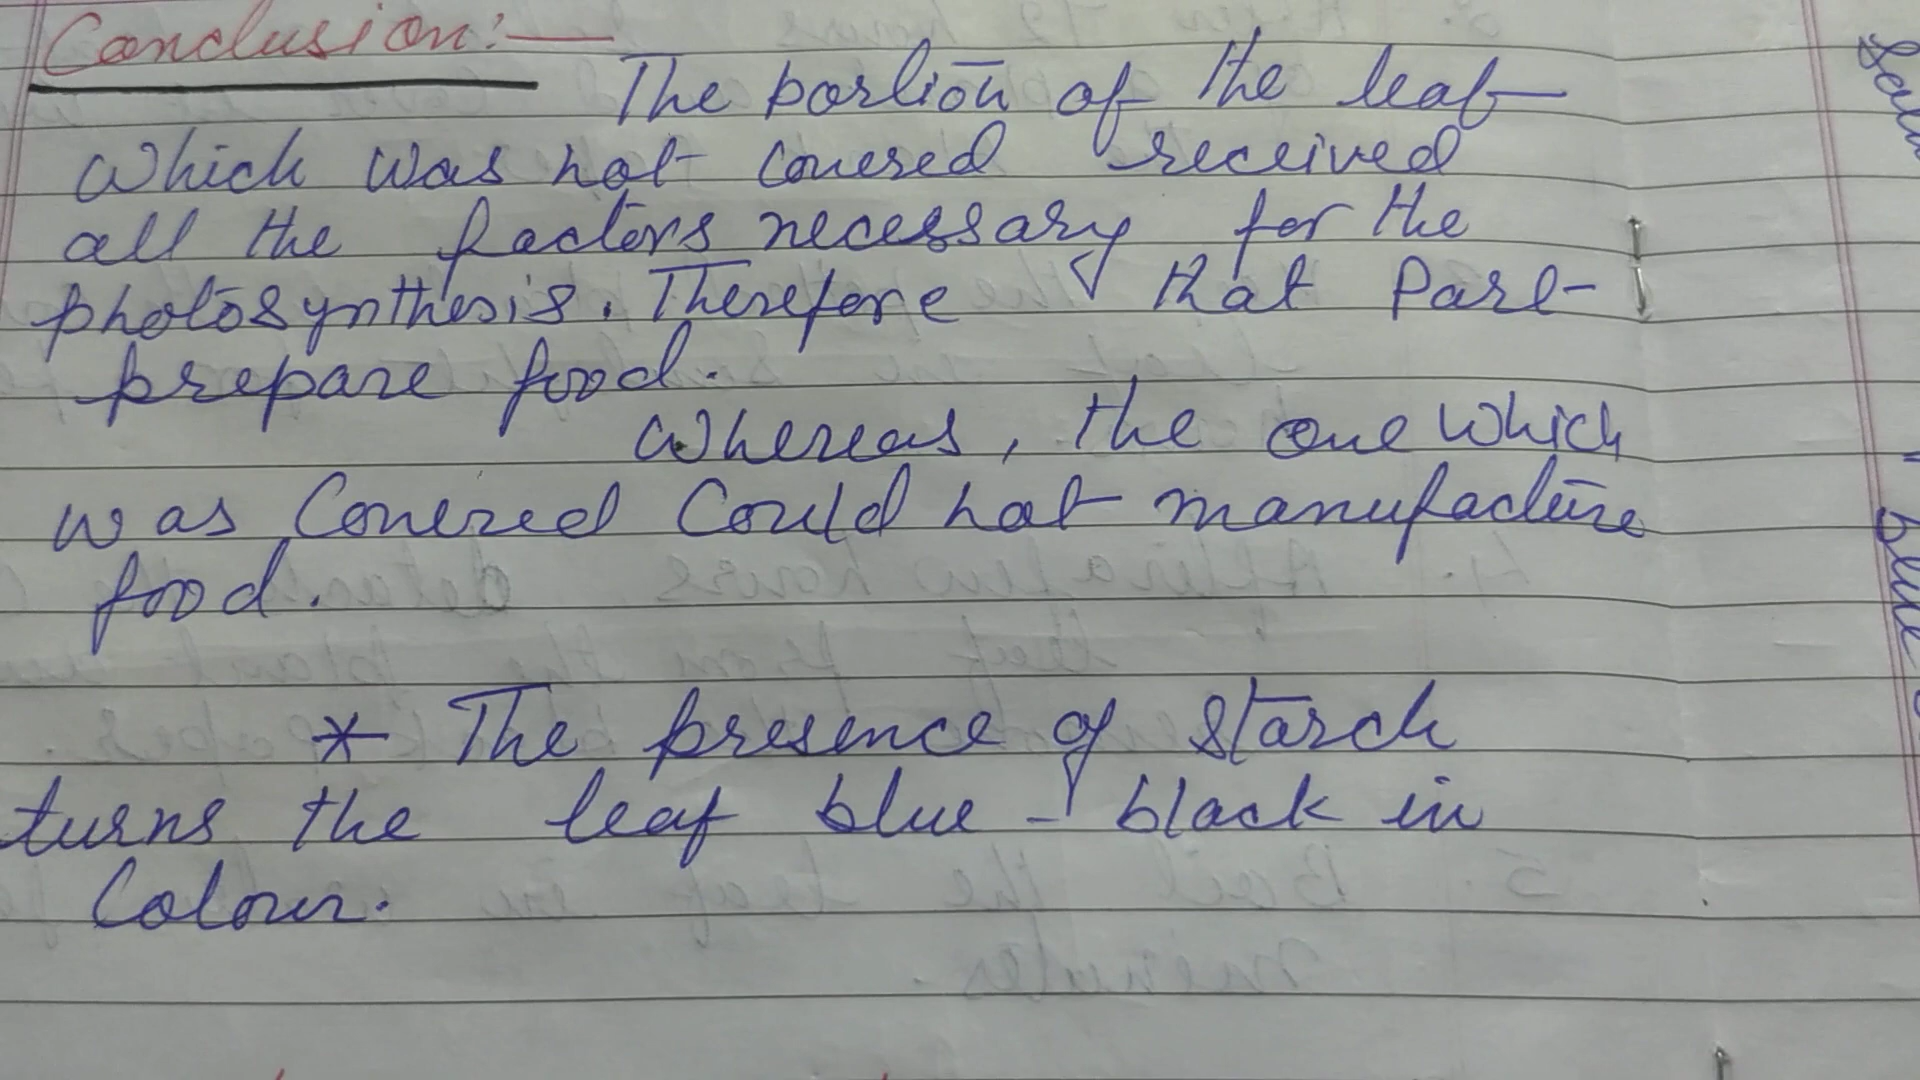 Conclusion:—
The portion of the leaf
which was not covered received
all the factors necessary for the
photosynthesis. Therefore that Part
prepare food.
Whereas, the one which
was Covered Could not manufacture
food.
* The presence of starch
turns the leaf blue - black in
Colour.